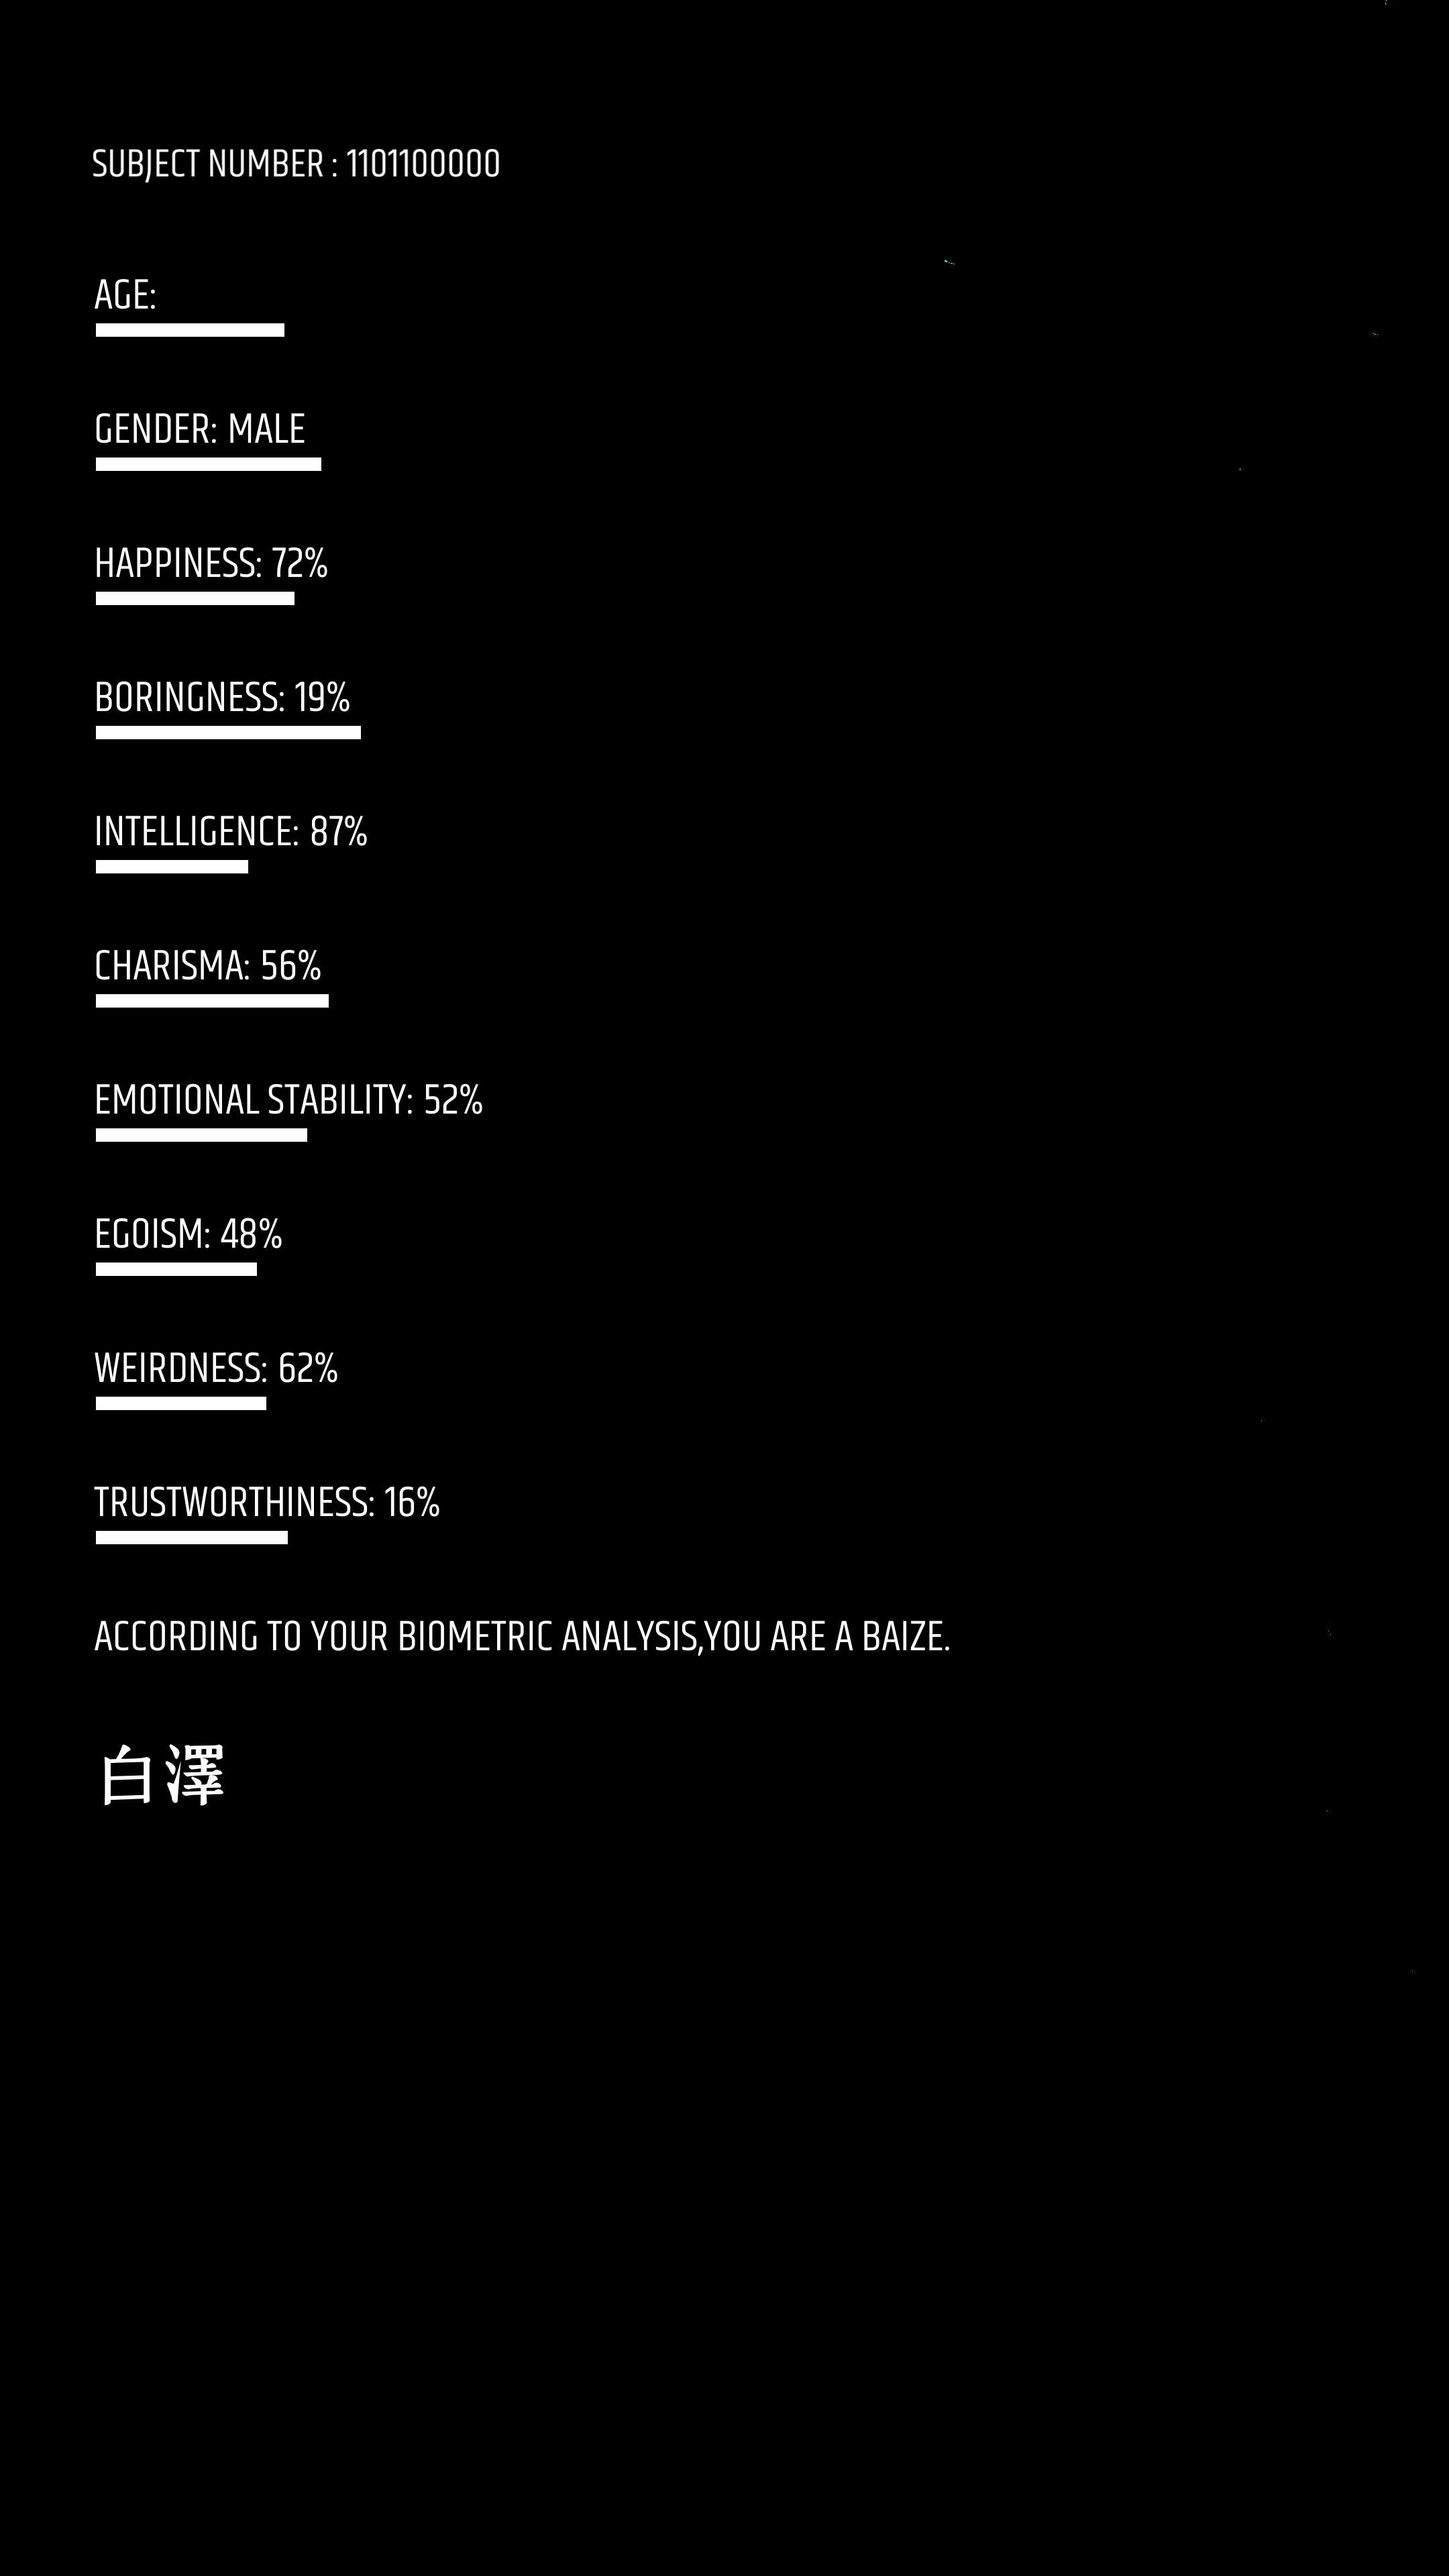 SUBJECT NUMBER : 1101100000
AGE:
GENDER: MALE
HAPPINESS: 72%
BORINGNESS: 19%
INTELLIGENCE: 87%
CHARISMA: 56%
EMOTIONAL STABILITY: 52%
EGOISM: 48%
WEIRDNESS: 62%
TRUSTWORTHINESS: 16%
ACCORDING TO YOUR BIOMETRIC ANALYSIS,YOU ARE A BAIZE.
白澤